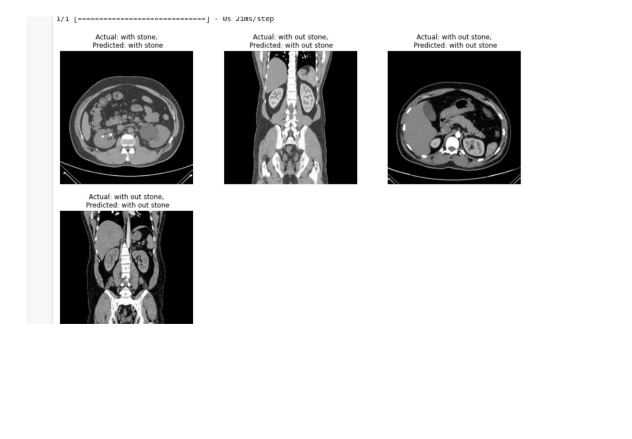 1/1 [==============================] - 0s 21ms/step
Actual: with stone,
Predicted: with stone
Actual: with out stone,
Predicted: with out stone
Actual: with out stone,
Predicted: with out stone
Actual: with out stone,
Predicted: with out stone